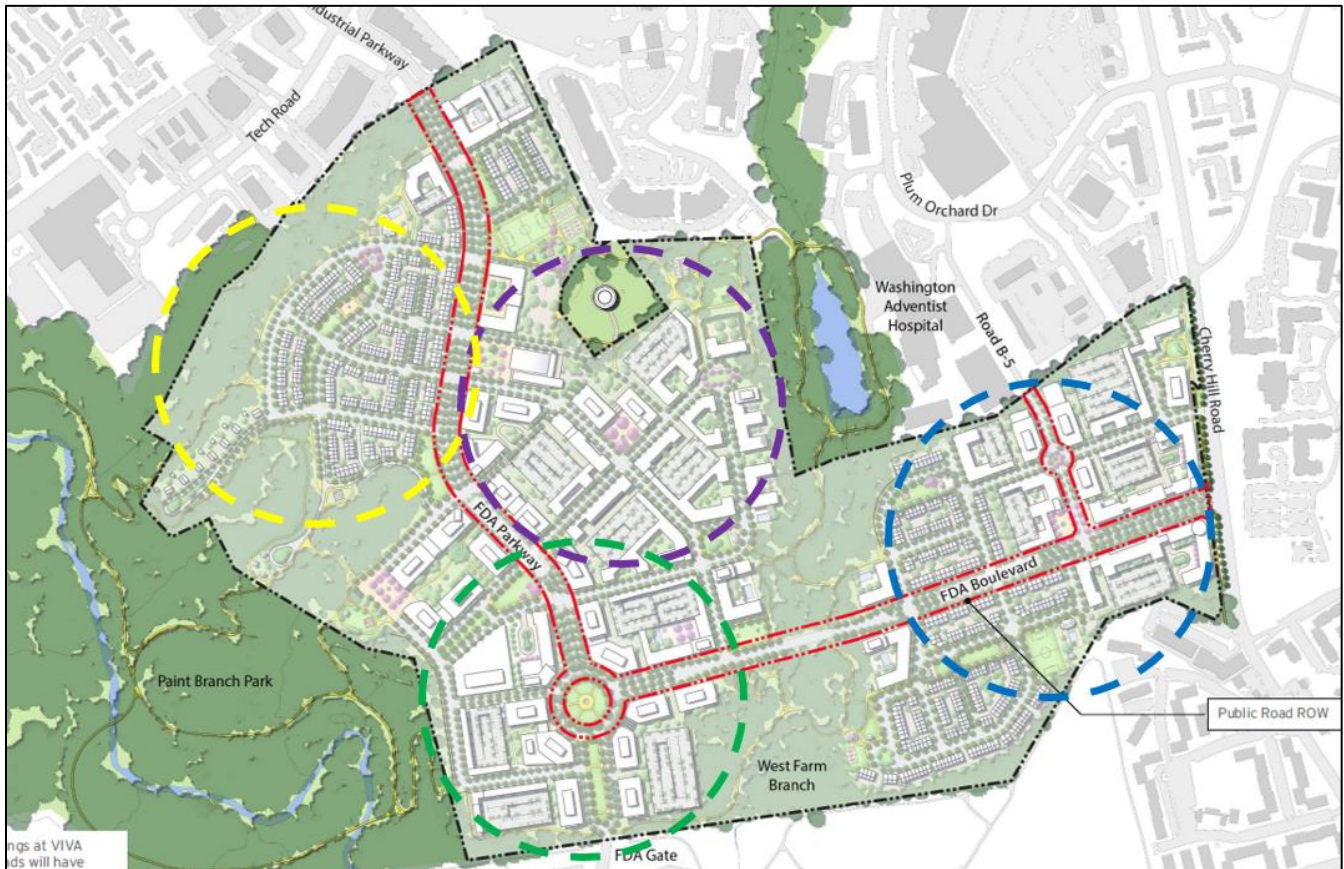 Industrial Parkway
Tech Road
Plum Orchard Dr
Washington
Adventist
Hospital
Road B-5
Cherry Hill Road
FDA Parkway
FDA Boulevard
Paint Branch Park
Public Road ROW
West Farm
Branch
FDA Gate
ngs at VIVA
ds will have